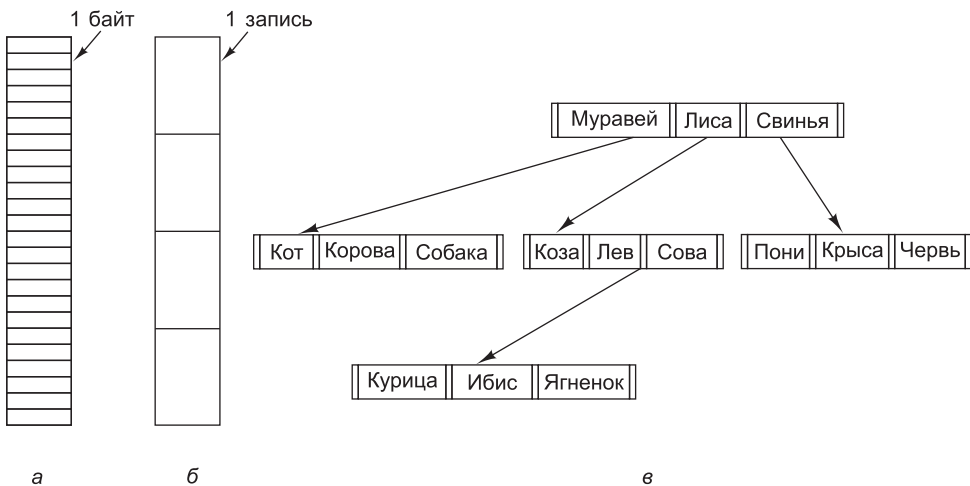 1 байт
1 запись
Муравей Лиса Свинья
Кот Корова Собака
Коза Лев Сова
Пони Крыса Червь
Курица Ибис Ягненок
а
б
в